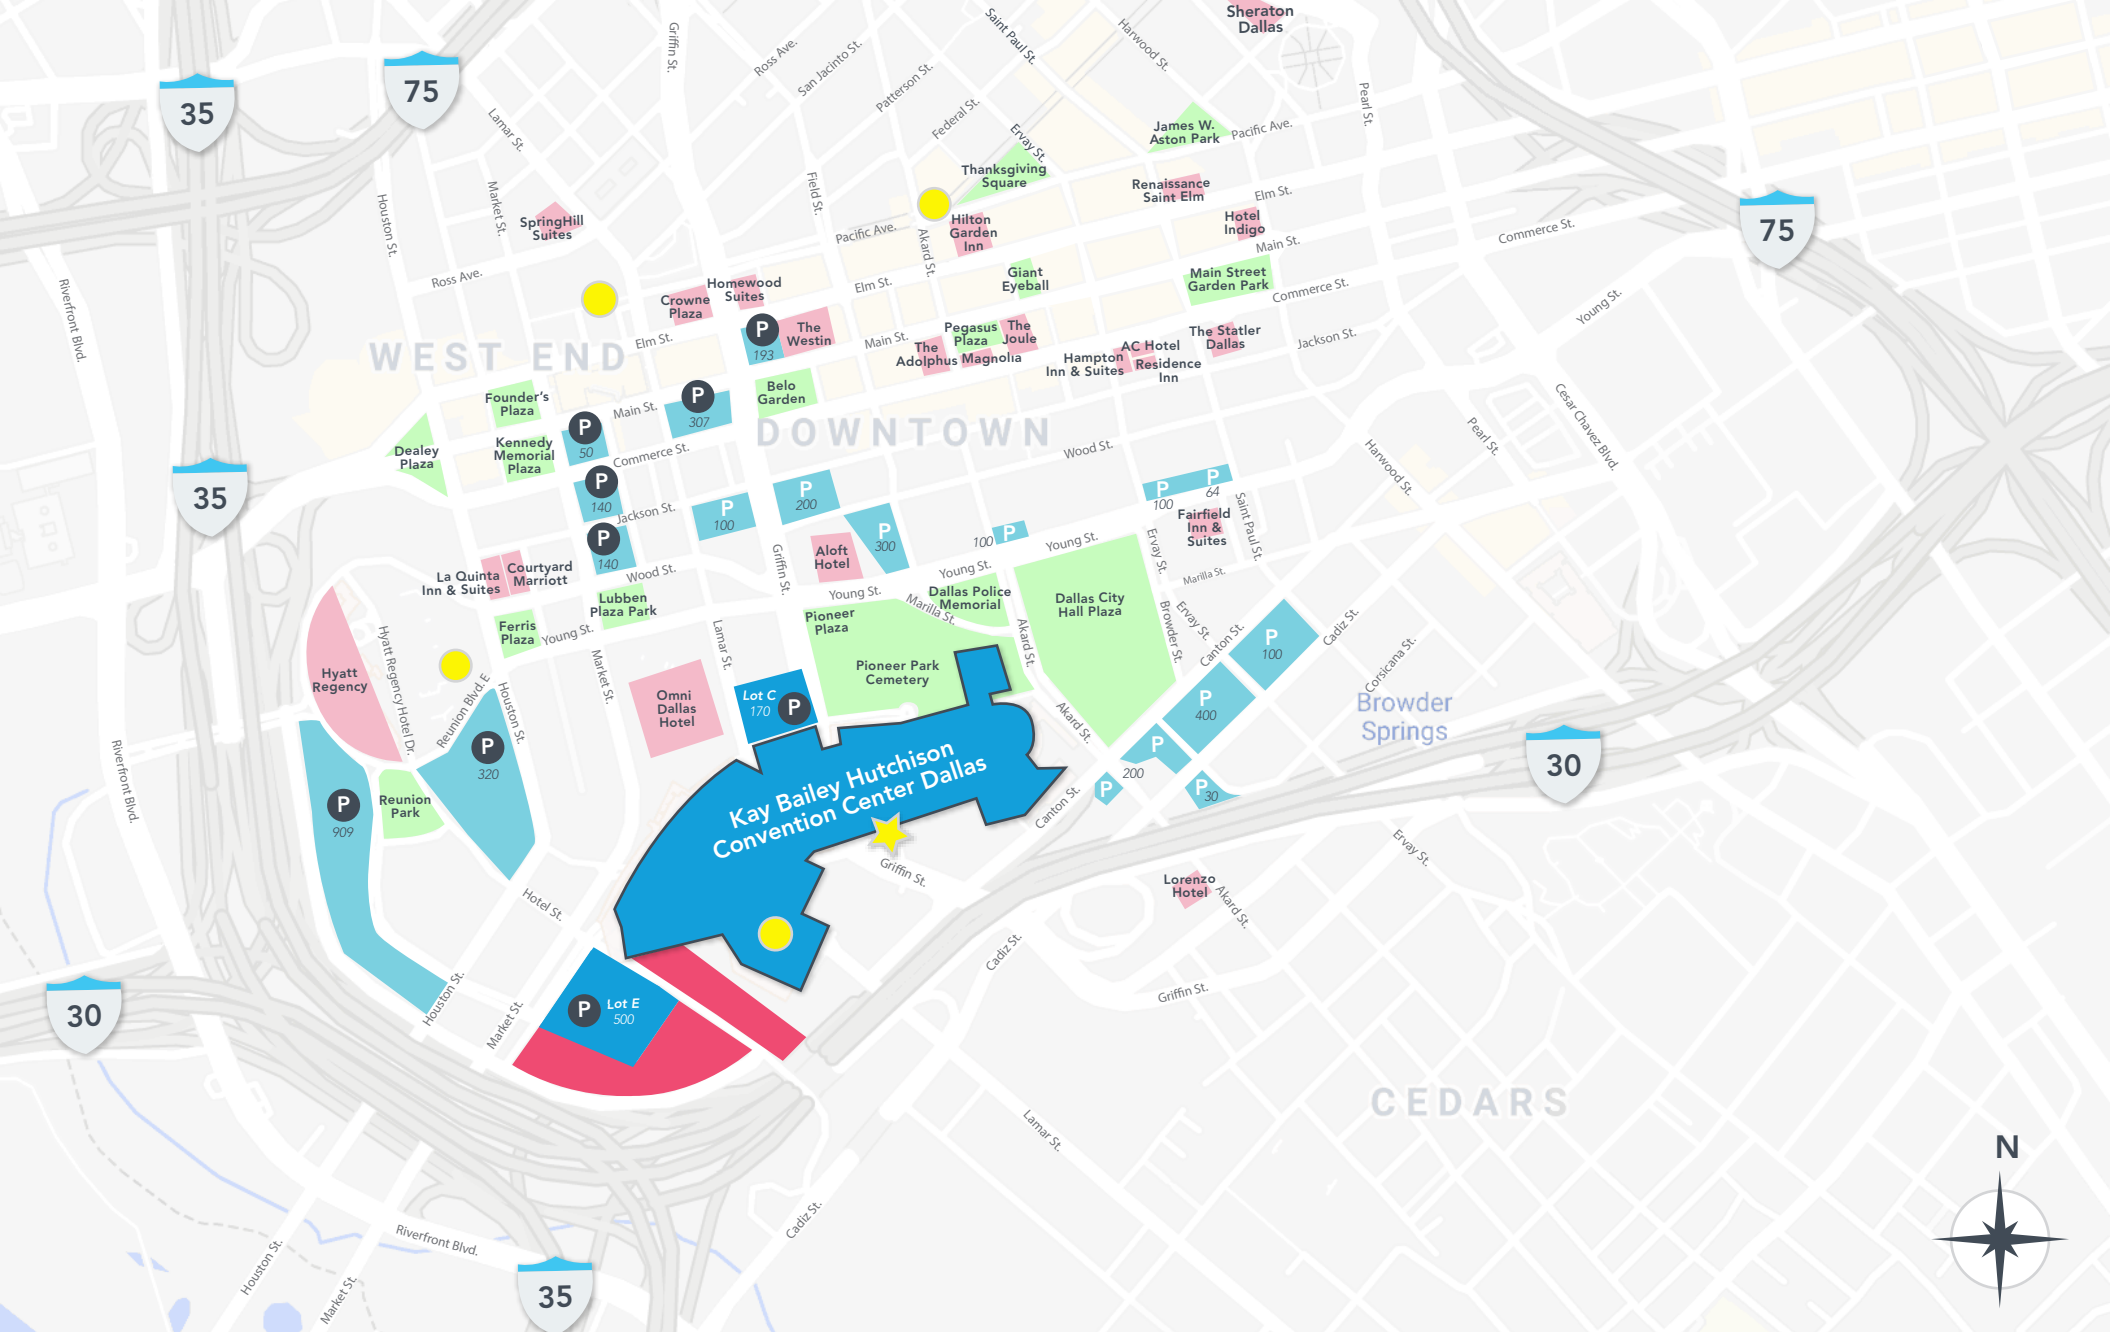 Sheraton
Dallas
Saint Paul St.
Harwood St.
Griffin St.
Ross Ave.
San Jacinto St.
Patterson St.
Federal St.
Ervay St.
Pearl St.
75
35
Lamar St.
James W.
Aston Park
Pacific Ave.
Thanksgiving
Square
Renaissance
Saint Elm
Elm St.
Houston St.
Market St.
SpringHill
Suites
Field St.
Pacific Ave.
Akard St.
Hilton
Garden
Inn
Hotel
Indigo
Main St.
Commerce St.
75
Ross Ave.
Riverfront Blvd.
Homewood
Suites
Crowne
Plaza
Elm St.
Giant
Eyeball
Main Street
Garden Park
Commerce St.
Young St.
Elm St.
P
193
The
Westin
Main St.
Pegasus
Plaza
The
Joule
The
Adolphus
Magnolia
Hampton
Inn & Suites
AC Hotel
Residence
Inn
The Statler
Dallas
Jackson St.
WEST END
Founder's
Plaza
Main St.
P
307
Belo
Garden
DOWNTOWN
P
50
Kennedy
Memorial
Plaza
Dealey
Plaza
Commerce St.
Wood St.
Harwood St.
Pearl St.
Cesar Chavez Blvd.
35
P
140
Jackson St.
P
100
P
200
P
300
100
P
P
100
P
64
Fairfield
Inn &
Suites
Saint Paul St.
Ervay St.
Young St.
P
140
Wood St.
Griffin St.
Aloft
Hotel
Young St.
La Quinta
Inn & Suites
Courtyard
Marriott
Lubben
Plaza Park
Young St.
Marilla St.
Marilla St.
Dallas Police
Memorial
Dallas City
Hall Plaza
Ferris
Plaza
Young St.
Pioneer
Plaza
Pioneer Park
Cemetery
Akard St.
Browder St.
Ervay St.
Canton St.
P
100
Cadiz St.
Corsicana St.
Hyatt
Regency
Hyatt Regency Hotel Dr.
Reunion Blvd. E
Houston St.
Market St.
Lamar St.
Omni
Dallas
Hotel
Lot C
170
P
P
400
Browder
Springs
Akard St.
P
200
P
P
30
30
P
320
Riverfront Blvd.
P
909
Reunion
Park
Kay Bailey Hutchison
Convention Center Dallas
Canton St.
Griffin St.
Ervay St.
Lorenzo
Hotel
Akard St.
Hotel St.
Cadiz St.
Griffin St.
Houston St.
Market St.
P
Lot E
500
30
CEDARS
Lamar St.
N
Cadiz St.
Riverfront Blvd.
Houston St.
Market St.
35